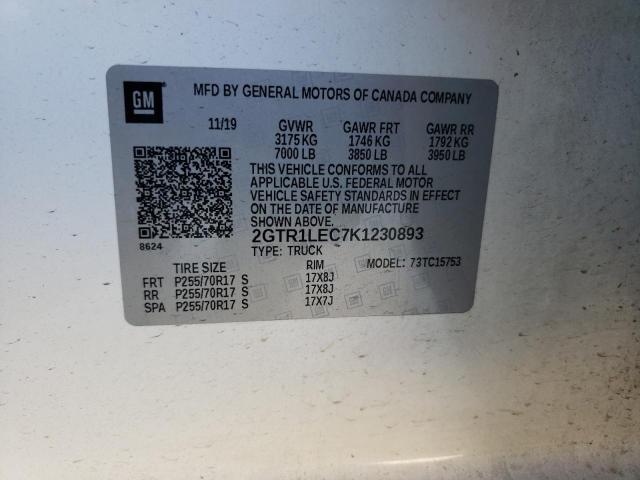 GM
MFD BY GENERAL MOTORS OF CANADA COMPANY
11/19 GVWR GAWR FRT GAWR RR
3175 KG 1746 KG 1792 KG
7000 LB 3850 LB 3950 LB
THIS VEHICLE CONFORMS TO ALL
APPLICABLE U.S. FEDERAL MOTOR
VEHICLE SAFETY STANDARDS IN EFFECT
ON THE DATE OF MANUFACTURE
SHOWN ABOVE.
8624 2GTR1LEC7K1230893
TYPE: TRUCK MODEL: 73TC15753
TIRE SIZE RIM
FRT P255/70R17 S 17X8J
RR P255/70R17 S 17X8J
SPA P255/70R17 S 17X7J